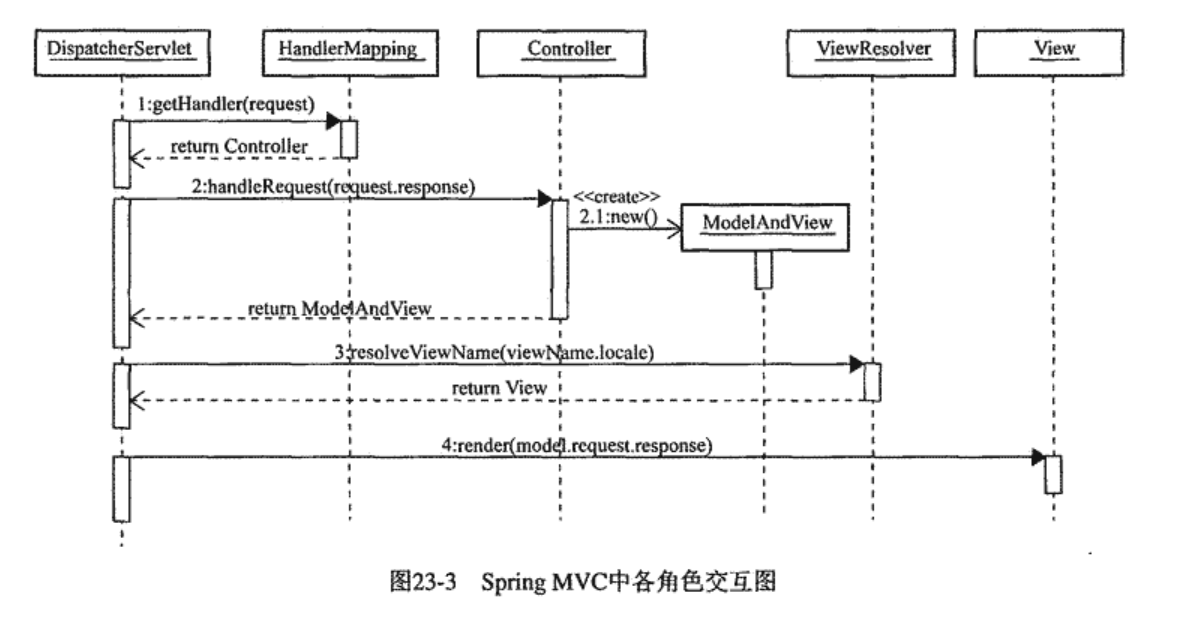 DispatcherServlet
HandlerMapping
Controller
ViewResolver
View
1:getHandler(request)
return Controller
2:handleRequest(request.response)
<<create>>
2.1:new()
ModelAndView
return ModelAndView
3:resolveViewName(viewName.locale)
return View
4:render(model.request.response)
图23-3 Spring MVC中各角色交互图